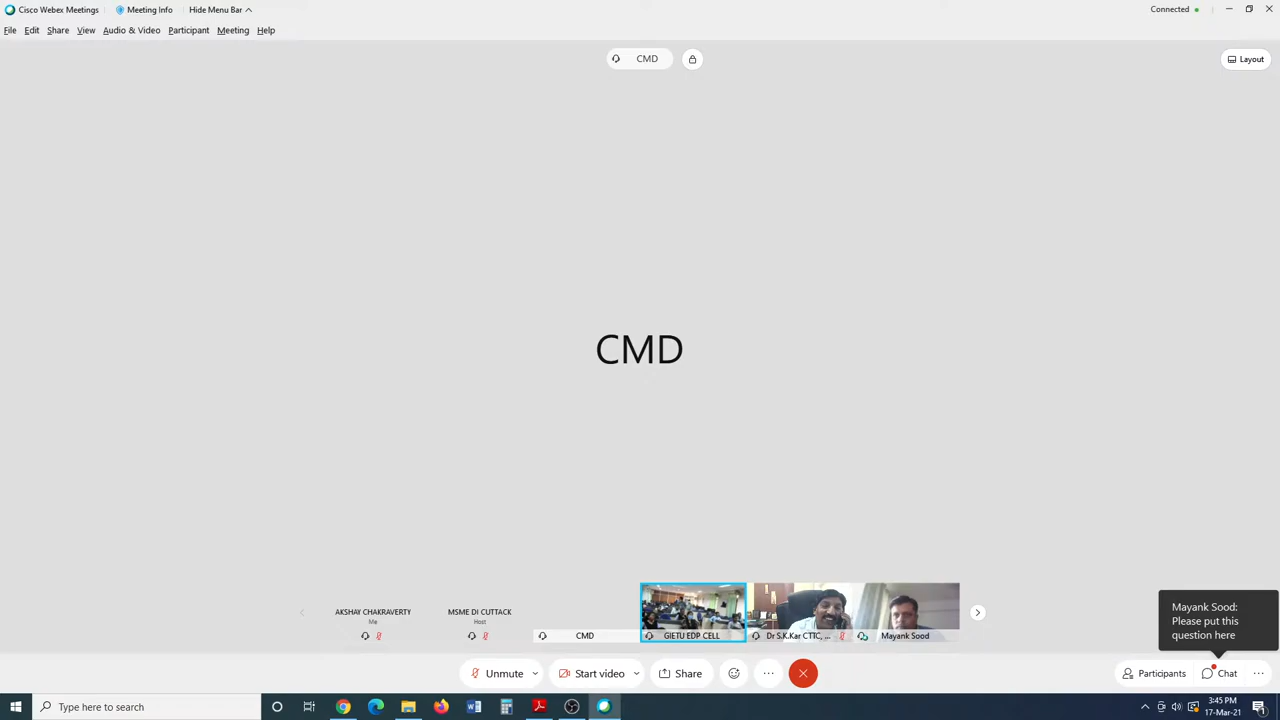 Cisco Webex Meetings
Meeting Info
Hide Menu Bar
Connected
File Edit Share View Audio & Video Participant Meeting Help
CMD
Layout
CMD
AKSHAY CHAKRAVERTY
Me
MSME DI CUTTACK
Host
CMD
GIETU EDP CELL
Dr S.K.Kar CTTC, ...
Mayank Sood
Mayank Sood:
Please put this
question here
Unmute
Start video
Share
Participants
Chat
Type here to search
3:45 PM
17-Mar-21
1